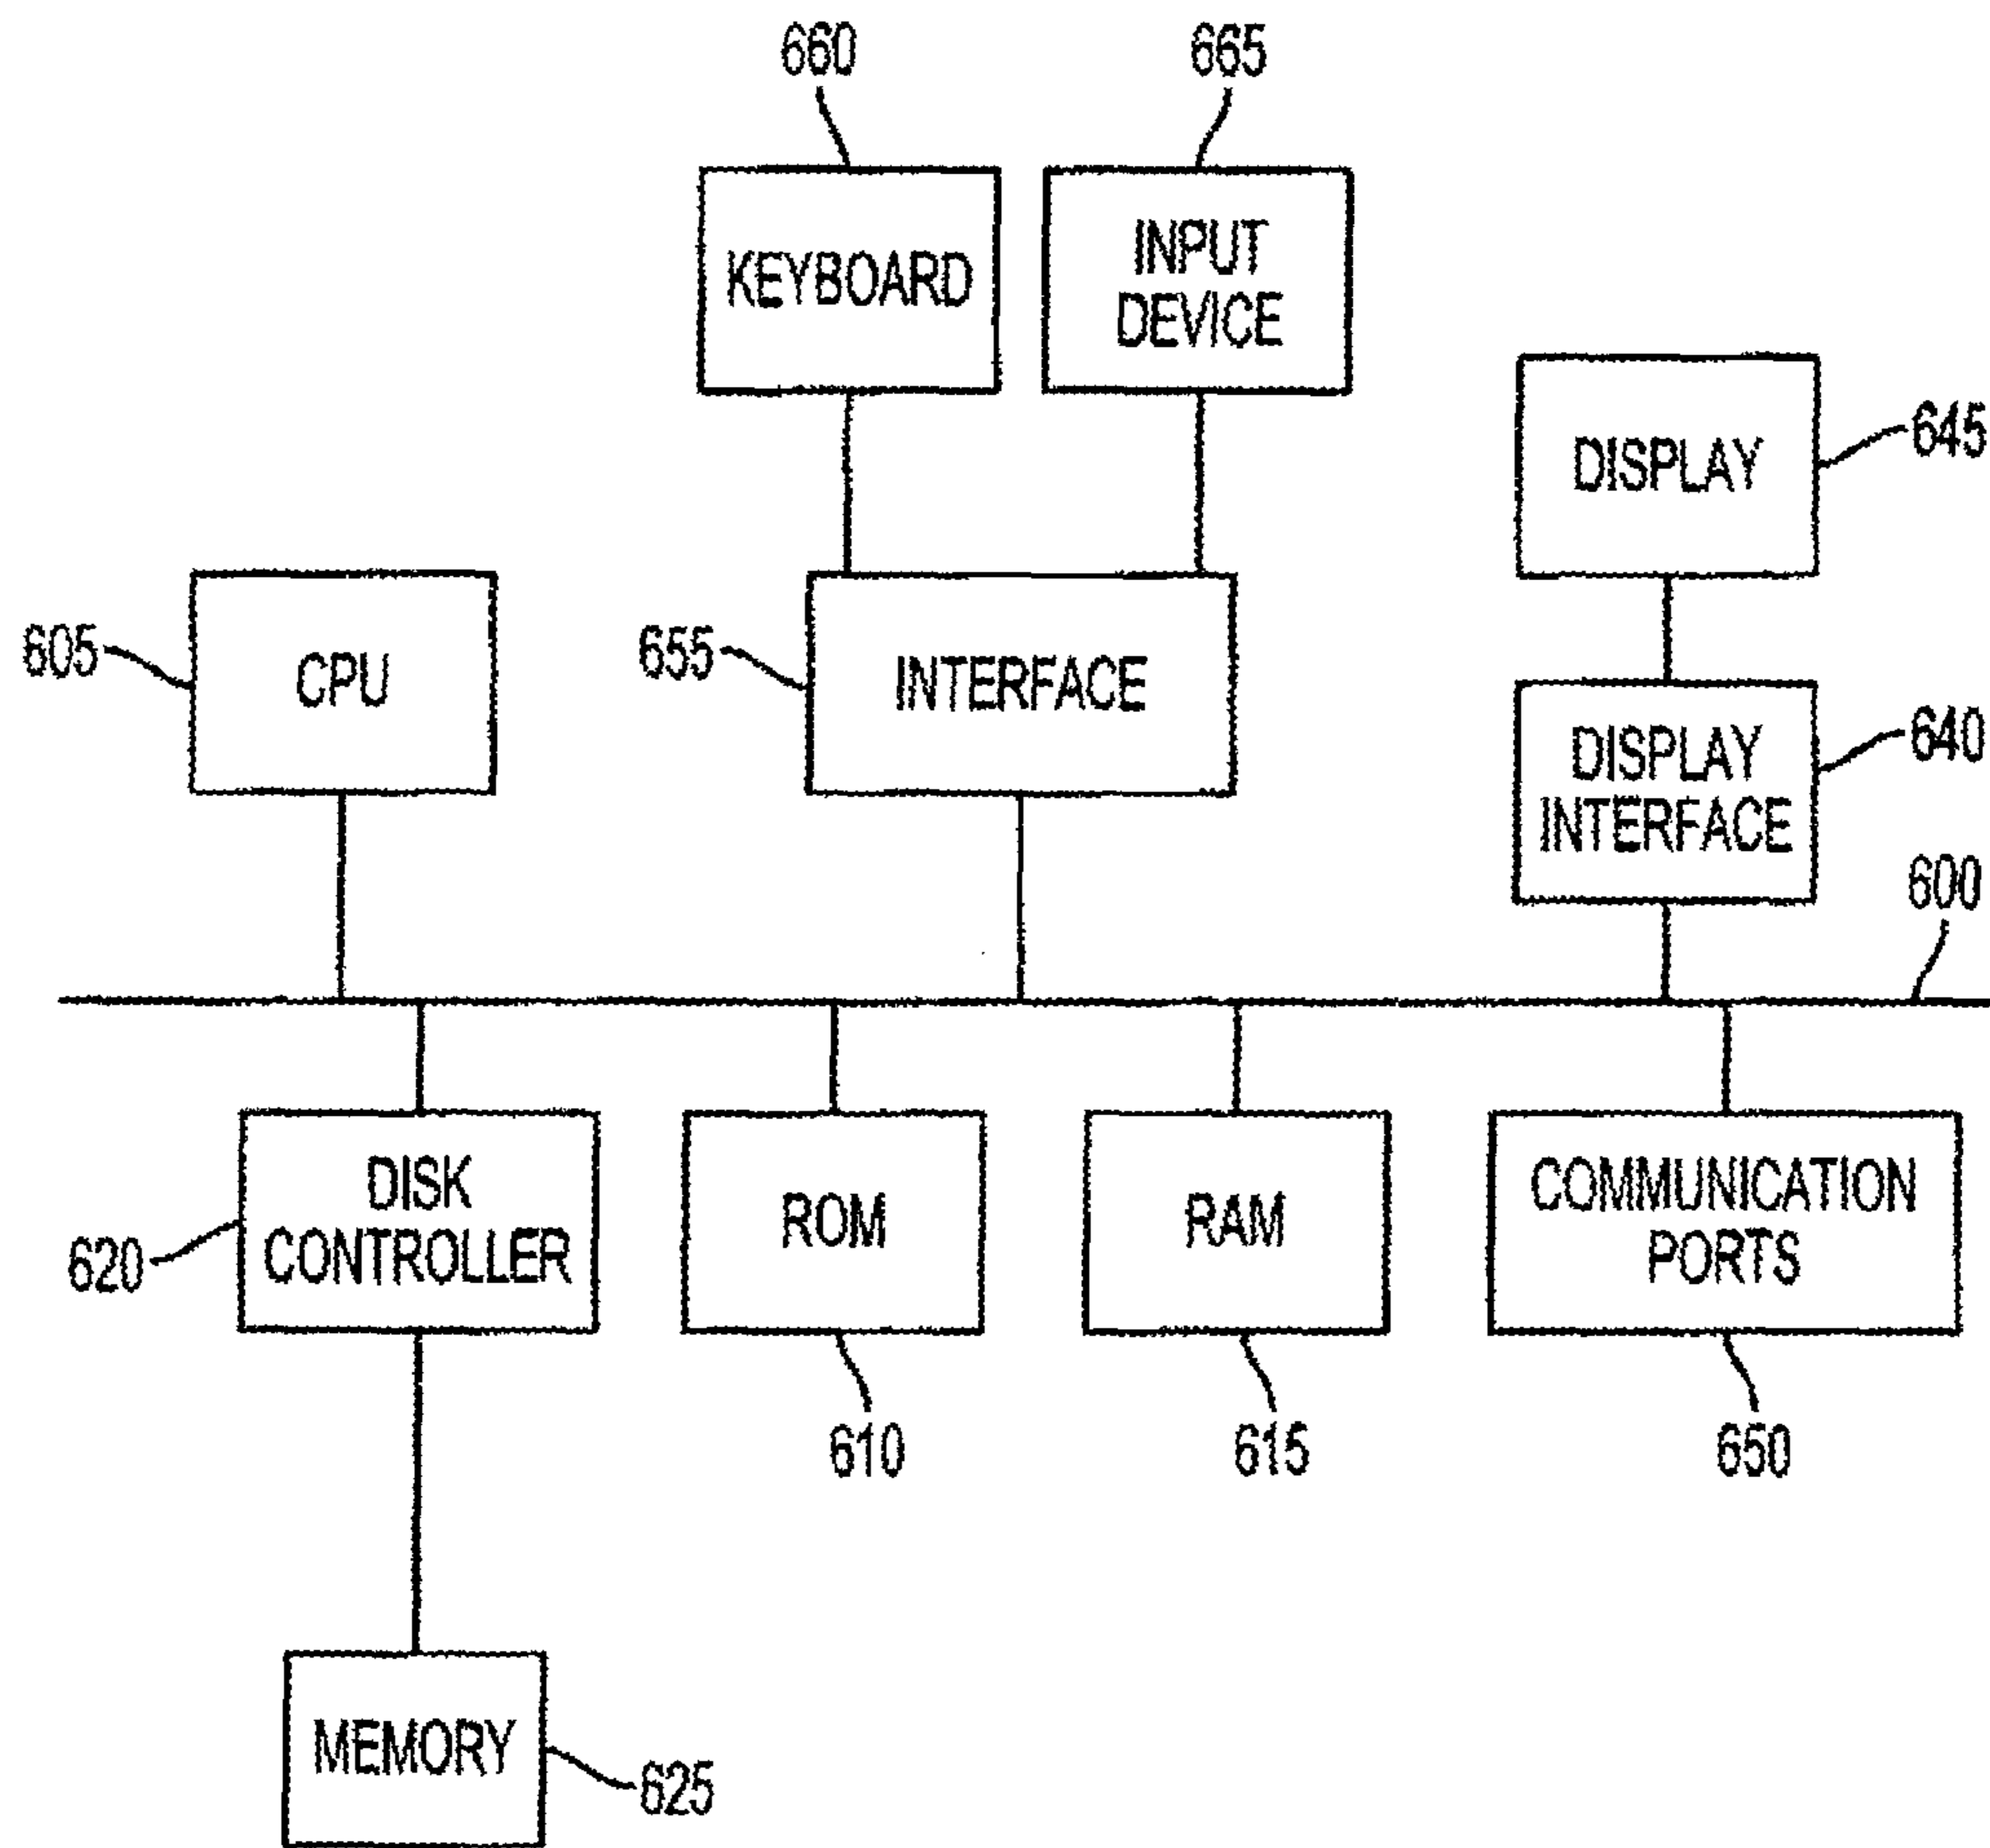 660
665
KEYBOARD
INPUT
DEVICE
DISPLAY
645
605
CPU
655
INTERFACE
DISPLAY
INTERFACE
640
600
DISK
CONTROLLER
620
ROM
RAM
COMMUNICATION
PORTS
610
615
650
MEMORY
625